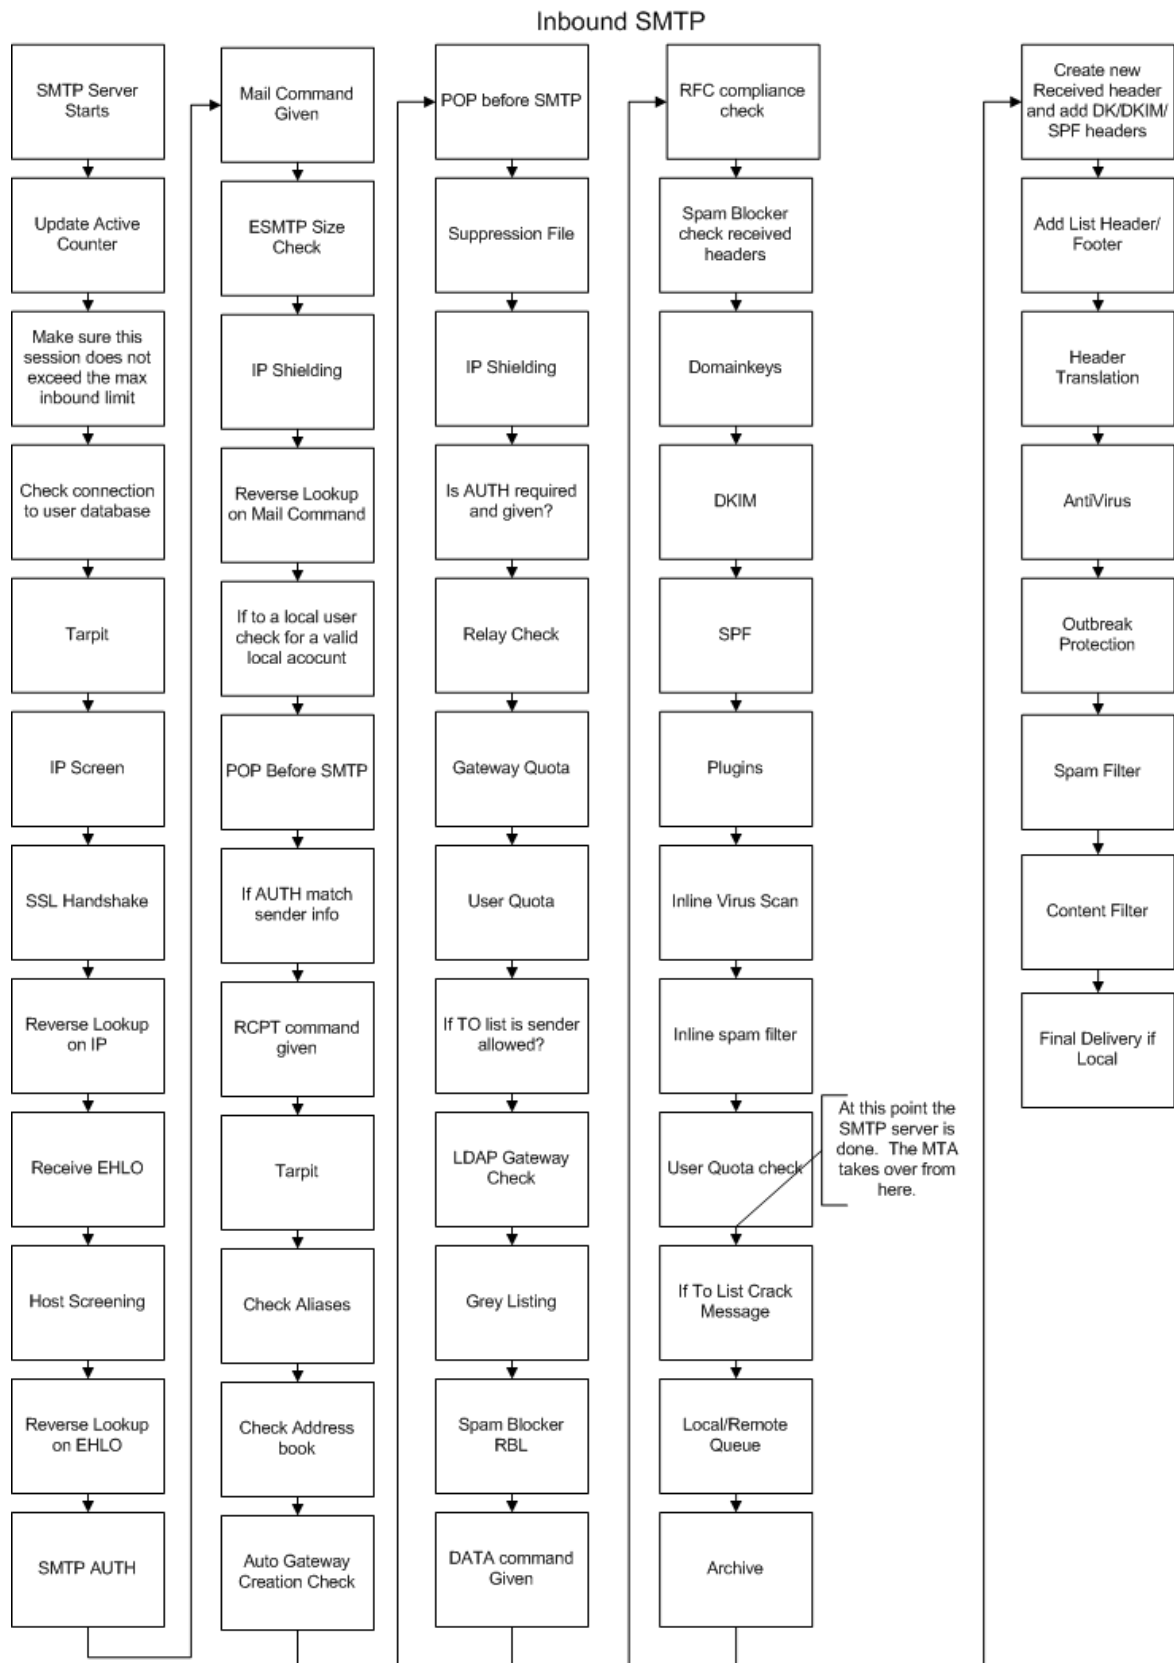 Inbound SMTP
SMTP Server
Starts
Update Active
Counter
Make sure this
session does not
exceed the max
inbound limit
Check connection
to user database
Tarpit
IP Screen
SSL Handshake
Reverse Lookup
on IP
Receive EHLO
Host Screening
Reverse Lookup
on EHLO
SMTP AUTH
Mail Command
Given
ESMTP Size
Check
IP Shielding
Reverse Lookup
on Mail Command
If to a local user
check for a valid
local acocunt
POP Before SMTP
If AUTH match
sender info
RCPT command
given
Tarpit
Check Aliases
Check Address
book
Auto Gateway
Creation Check
POP before SMTP
Suppression File
IP Shielding
Is AUTH required
and given?
Relay Check
Gateway Quota
User Quota
If TO list is sender
allowed?
LDAP Gateway
Check
Grey Listing
Spam Blocker
RBL
DATA command
Given
RFC compliance
check
Spam Blocker
check received
headers
Domainkeys
DKIM
SPF
Plugins
Inline Virus Scan
Inline spam filter
User Quota check
At this point the
SMTP server is
done.  The MTA
takes over from
here.
If To List Crack
Message
Local/Remote
Queue
Archive
Create new
Received header
and add DK/DKIM/
SPF headers
Add List Header/
Footer
Header
Translation
AntiVirus
Outbreak
Protection
Spam Filter
Content Filter
Final Delivery if
Local